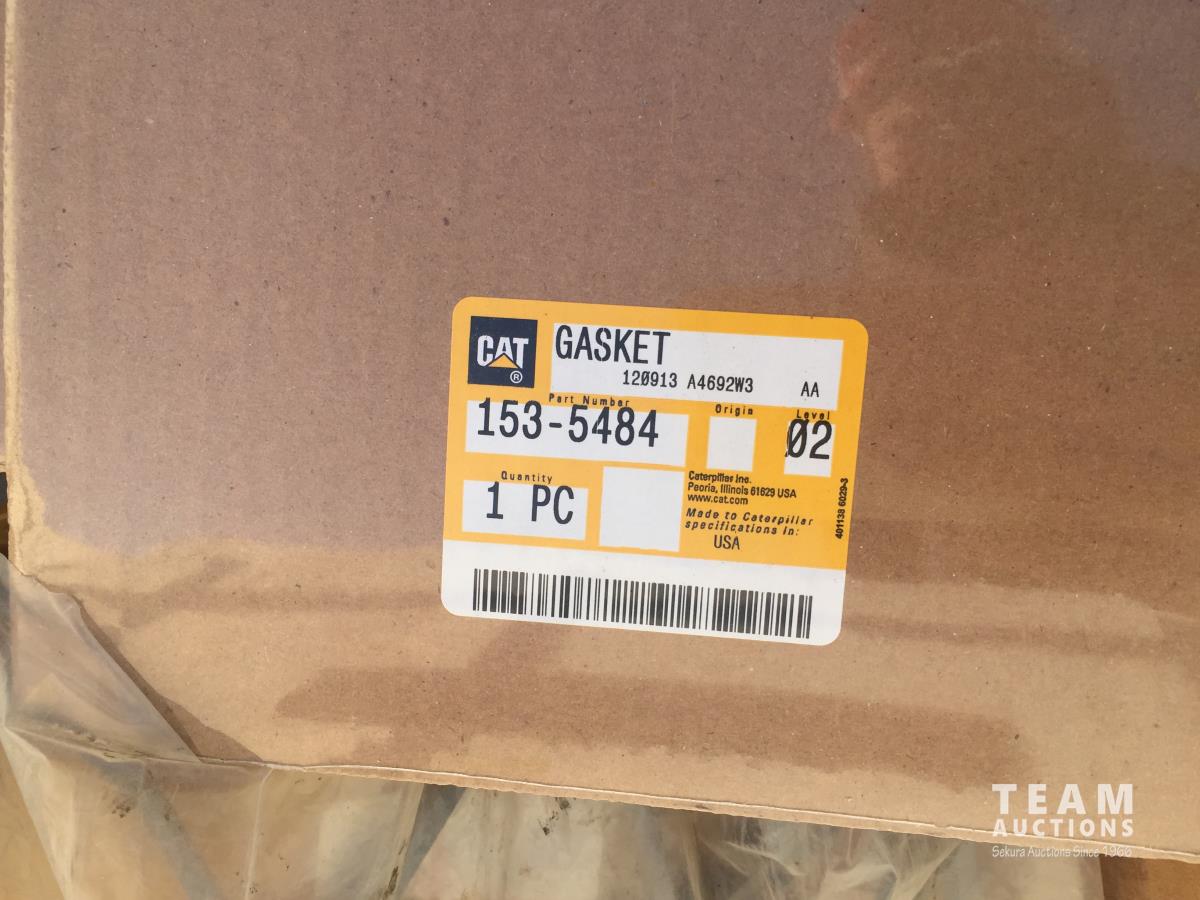 CAT
®
GASKET
120913 A4692W3 AA
Part Number
153-5484
Origin
Level
02
Quantity
1 PC
Caterpillar Inc.
Peoria, Illinois 61629 USA
www.cat.com
Made to Caterpillar
specifications in:
USA
401138 6029-3
TEAM
AUCTIONS
Sekura Auctions Since 1966